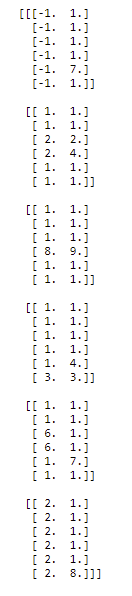 [[[-1. 1.]
[-1. 1.]
[-1. 1.]
[-1. 1.]
[-1. 7.]
[-1. 1.]]
[[ 1. 1.]
[ 1. 1.]
[ 2. 2.]
[ 2. 4.]
[ 1. 1.]
[ 1. 1.]]
[[ 1. 1.]
[ 1. 1.]
[ 1. 1.]
[ 8. 9.]
[ 1. 1.]
[ 1. 1.]]
[[ 1. 1.]
[ 1. 1.]
[ 1. 1.]
[ 1. 1.]
[ 1. 4.]
[ 3. 3.]]
[[ 1. 1.]
[ 1. 1.]
[ 6. 1.]
[ 6. 1.]
[ 1. 7.]
[ 1. 1.]]
[[ 2. 1.]
[ 2. 1.]
[ 2. 1.]
[ 2. 1.]
[ 2. 1.]
[ 2. 8.]]]